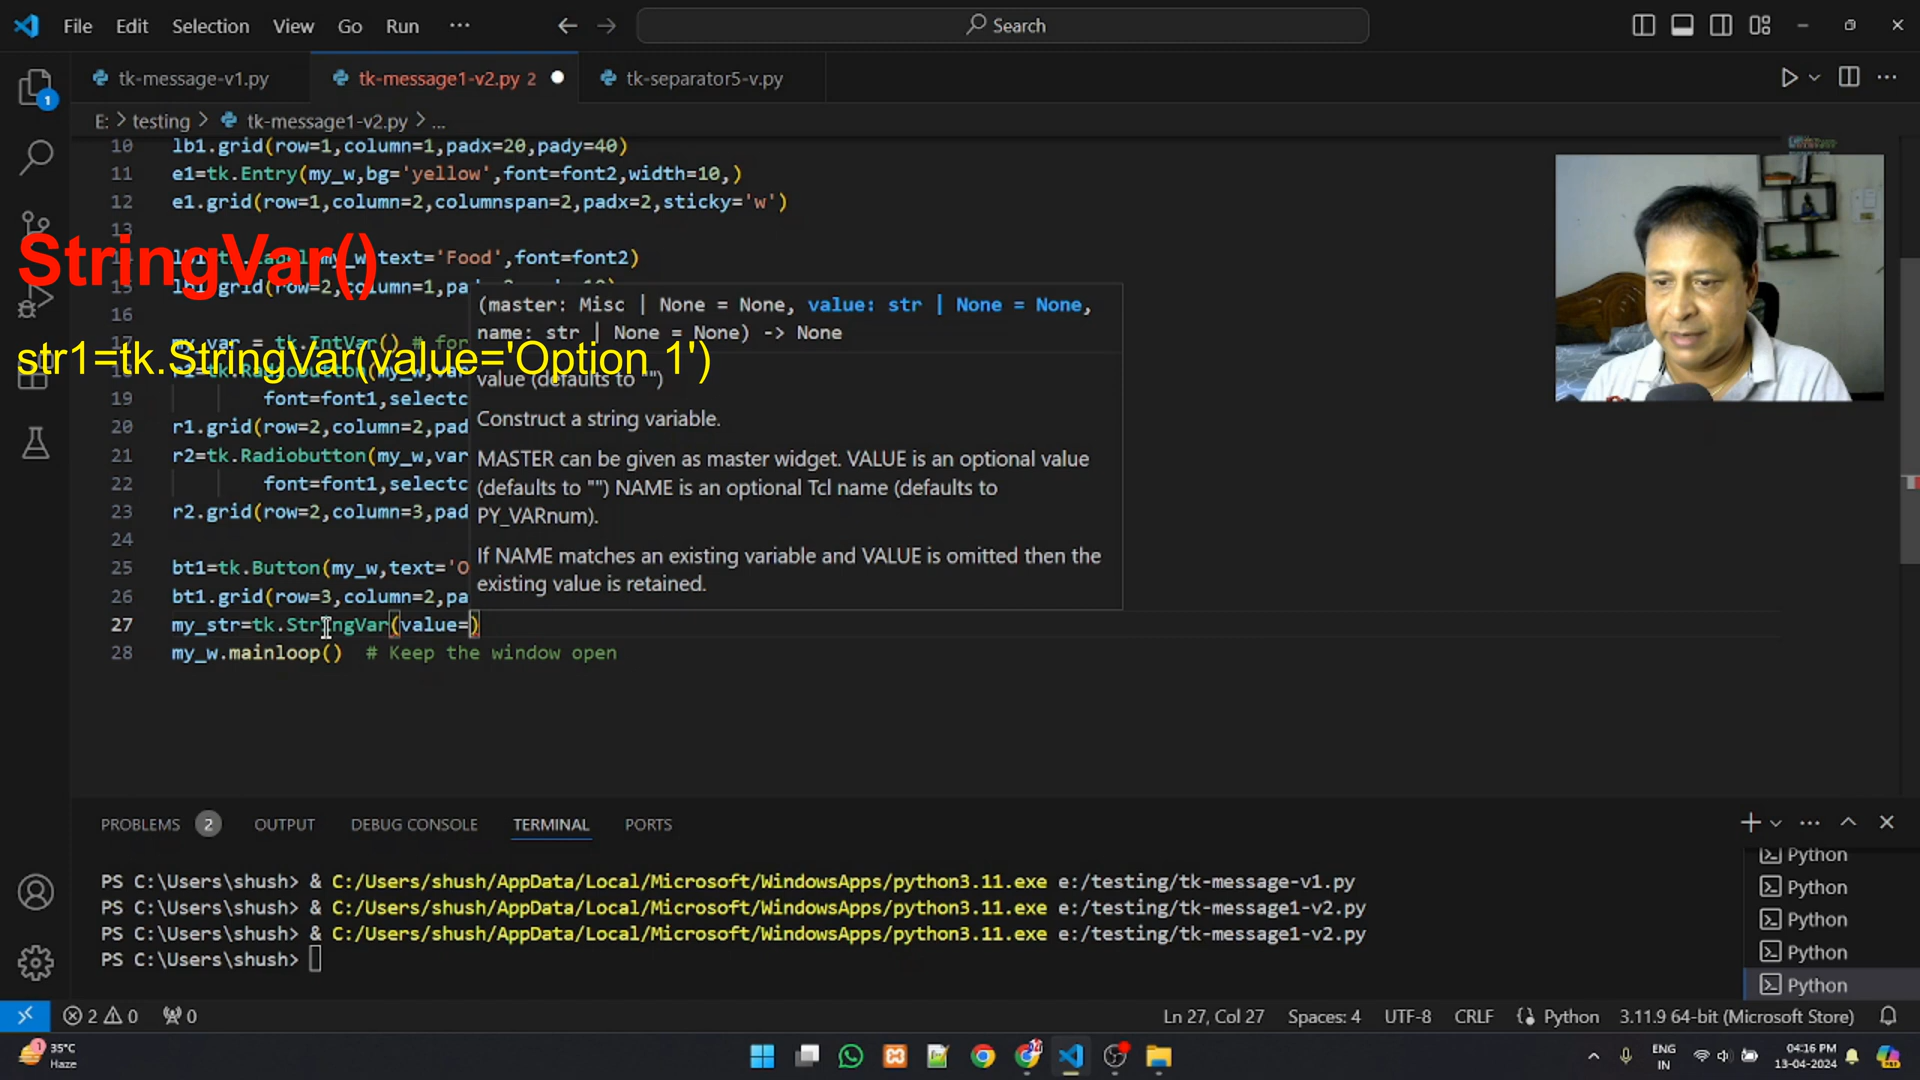 File Edit Selection View Go Run ··· Search
tk-message-v1.py tk-message1-v2.py 2 tk-separator5-v.py
E: > testing > tk-message1-v2.py > ...
10 lb1.grid(row=1,column=1,padx=20,pady=40)
11 e1=tk.Entry(my_w,bg='yellow',font=font2,width=10,)
12 e1.grid(row=1,column=2,columnspan=2,padx=2,sticky='w')
13
StringVar()
text='Food',font=font2)
16
(master: Misc | None = None, value: str | None = None,
name: str | None = None) -> None
str1=tk.StringVar(value='Option 1')
value (defaults to "")
19 font=font1,selectc
Construct a string variable.
20 r1.grid(row=2,column=2,pad
21 r2=tk.Radiobutton(my_w,var
MASTER can be given as master widget. VALUE is an optional value
22 font=font1,selectc
(defaults to "") NAME is an optional Tcl name (defaults to
23 r2.grid(row=2,column=3,pad
PY_VARnum).
24
If NAME matches an existing variable and VALUE is omitted then the
25 bt1=tk.Button(my_w,text='O
existing value is retained.
26 bt1.grid(row=3,column=2,pa
27 my_str=tk.StringVar(value=)
28 my_w.mainloop() # Keep the window open
PROBLEMS 2 OUTPUT DEBUG CONSOLE TERMINAL PORTS
PS C:\Users\shush> & C:/Users/shush/AppData/Local/Microsoft/WindowsApps/python3.11.exe e:/testing/tk-message-v1.py
PS C:\Users\shush> & C:/Users/shush/AppData/Local/Microsoft/WindowsApps/python3.11.exe e:/testing/tk-message1-v2.py
PS C:\Users\shush> & C:/Users/shush/AppData/Local/Microsoft/WindowsApps/python3.11.exe e:/testing/tk-message1-v2.py
PS C:\Users\shush>
Python
Python
Python
Python
Python
2 0 0 Ln 27, Col 27 Spaces: 4 UTF-8 CRLF Python 3.11.9 64-bit (Microsoft Store)
35°C
Haze
ENG
IN
04:16 PM
13-04-2024